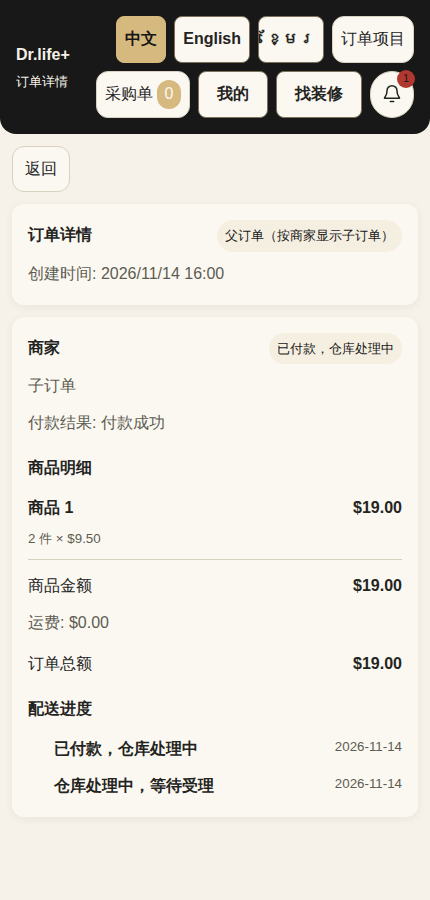 Dr.life+
订单详情
中文 English ខ្មែរ 订单项目
采购单 0 我的 找装修 1
返回
订单详情 父订单（按商家显示子订单）
创建时间: 2026/11/14 16:00
商家 已付款，仓库处理中
子订单
付款结果: 付款成功
商品明细
商品 1 $19.00
2 件 × $9.50
商品金额 $19.00
运费: $0.00
订单总额 $19.00
配送进度
已付款，仓库处理中 2026-11-14
仓库处理中，等待受理 2026-11-14